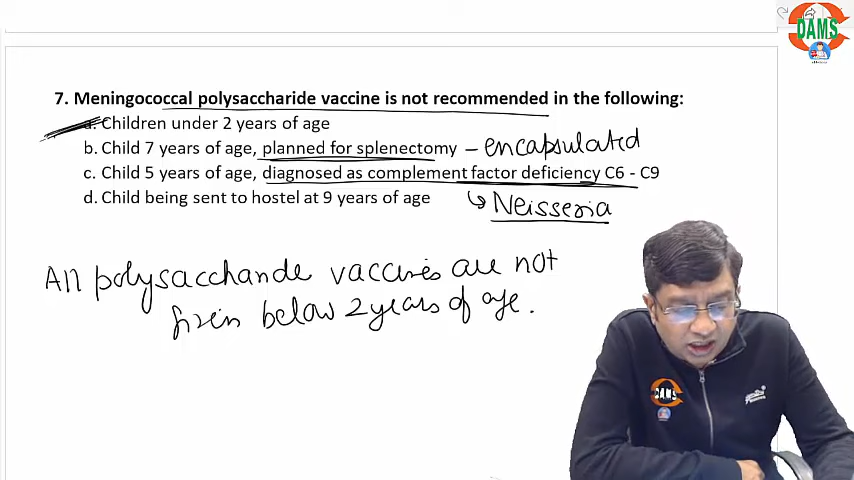 DAMS
7. Meningococcal polysaccharide vaccine is not recommended in the following:
a. Children under 2 years of age
b. Child 7 years of age, planned for splenectomy – encapsulated
c. Child 5 years of age, diagnosed as complement factor deficiency C6 - C9
d. Child being sent to hostel at 9 years of age ↳ Neisseria
All polysaccharide vaccines are not
given below 2 years of age.
DAMS